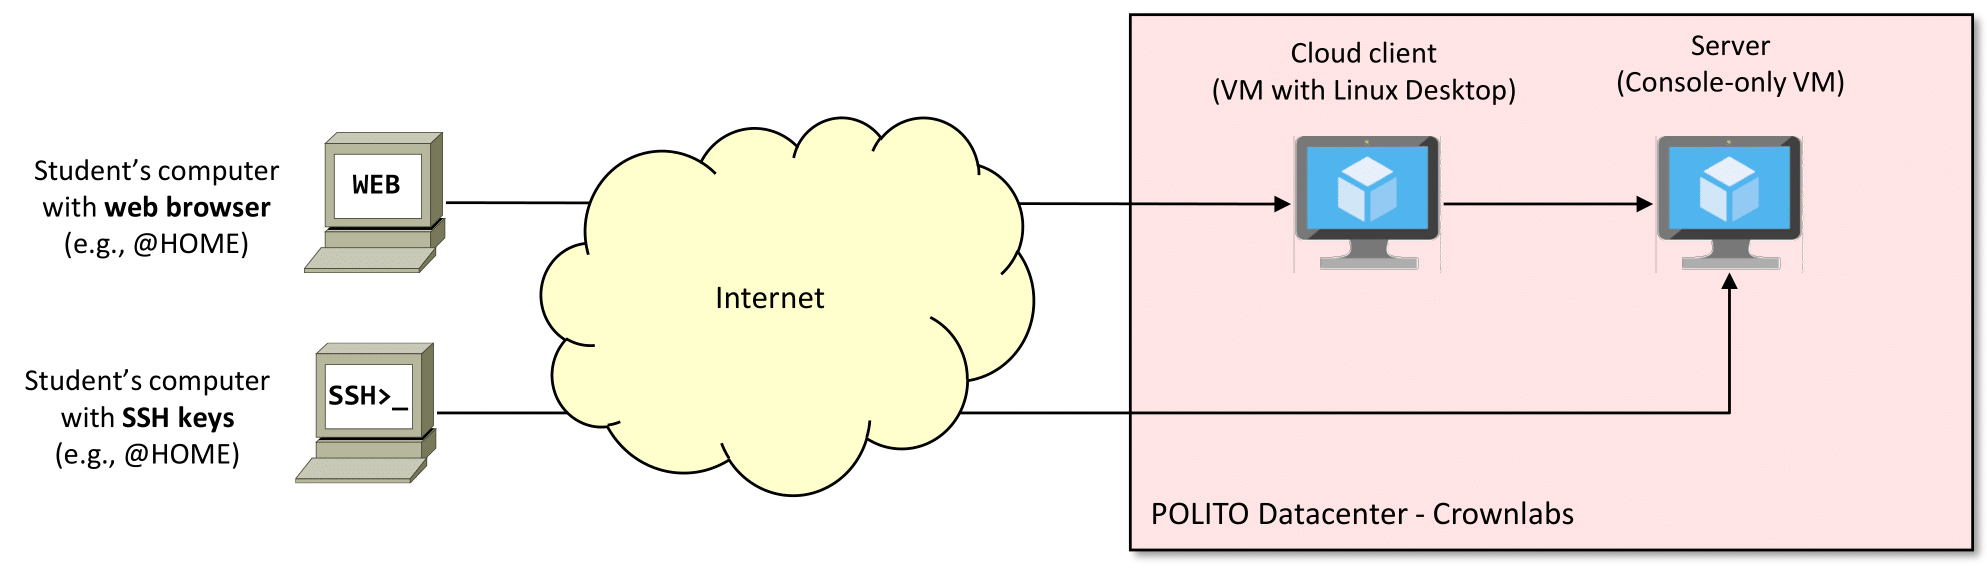 Student’s computer
with web browser
(e.g., @HOME)
WEB
Student’s computer
with SSH keys
(e.g., @HOME)
SSH>_
Internet
Cloud client
(VM with Linux Desktop)
Server
(Console-only VM)
POLITO Datacenter - Crownlabs